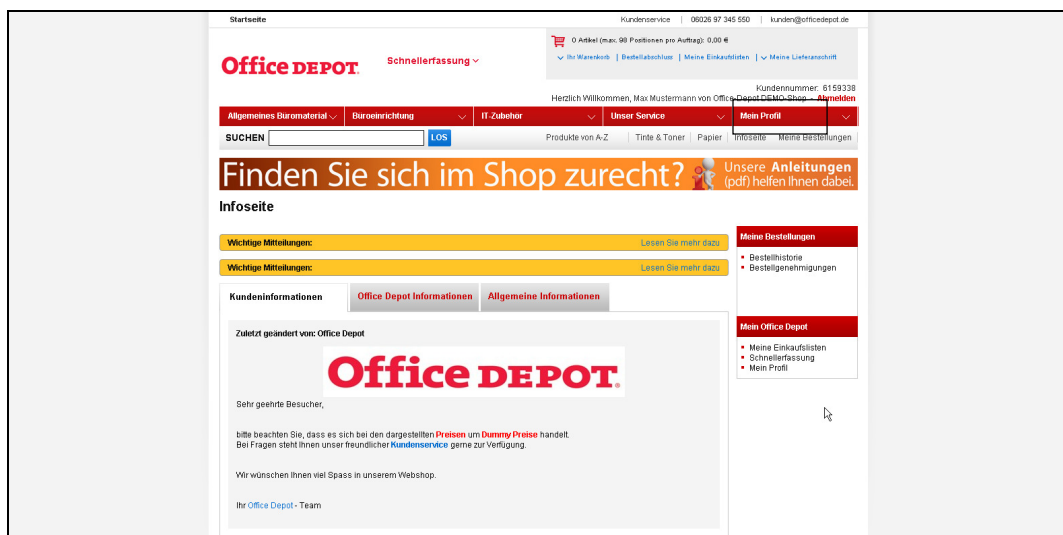 Startseite
Kundenservice | 06026 97 345 550 | kunden@officedepot.de
0 Artikel (max. 98 Positionen pro Auftrag): 0,00 €
Ihr Warenkorb | Bestellabschluss | Meine Einkaufslisten | Meine Lieferanschrift
Office DEPOT.
Schnellerfassung
Kundennummer: 6159338
Herzlich Willkommen, Max Mustermann von Office-Depot DEMO-Shop - Abmelden
Allgemeines Büromaterial Büroeinrichtung IT-Zubehör Unser Service Mein Profil
SUCHEN LOS Produkte von A-Z | Tinte & Toner | Papier | Infoseite Meine Bestellungen
Finden Sie sich im Shop zurecht?
Unsere Anleitungen
(pdf) helfen Ihnen dabei.
Infoseite
Wichtige Mitteilungen: Lesen Sie mehr dazu
Wichtige Mitteilungen: Lesen Sie mehr dazu
Kundeninformationen Office Depot Informationen Allgemeine Informationen
Zuletzt geändert von: Office Depot
Office DEPOT.
Sehr geehrte Besucher,
bitte beachten Sie, dass es sich bei den dargestellten Preisen um Dummy Preise handelt.
Bei Fragen steht Ihnen unser freundlicher Kundenservice gerne zur Verfügung.
Wir wünschen Ihnen viel Spass in unserem Webshop.
Ihr Office Depot - Team
Meine Bestellungen
Bestellhistorie
Bestellgenehmigungen
Mein Office Depot
Meine Einkaufslisten
Schnellerfassung
Mein Profil